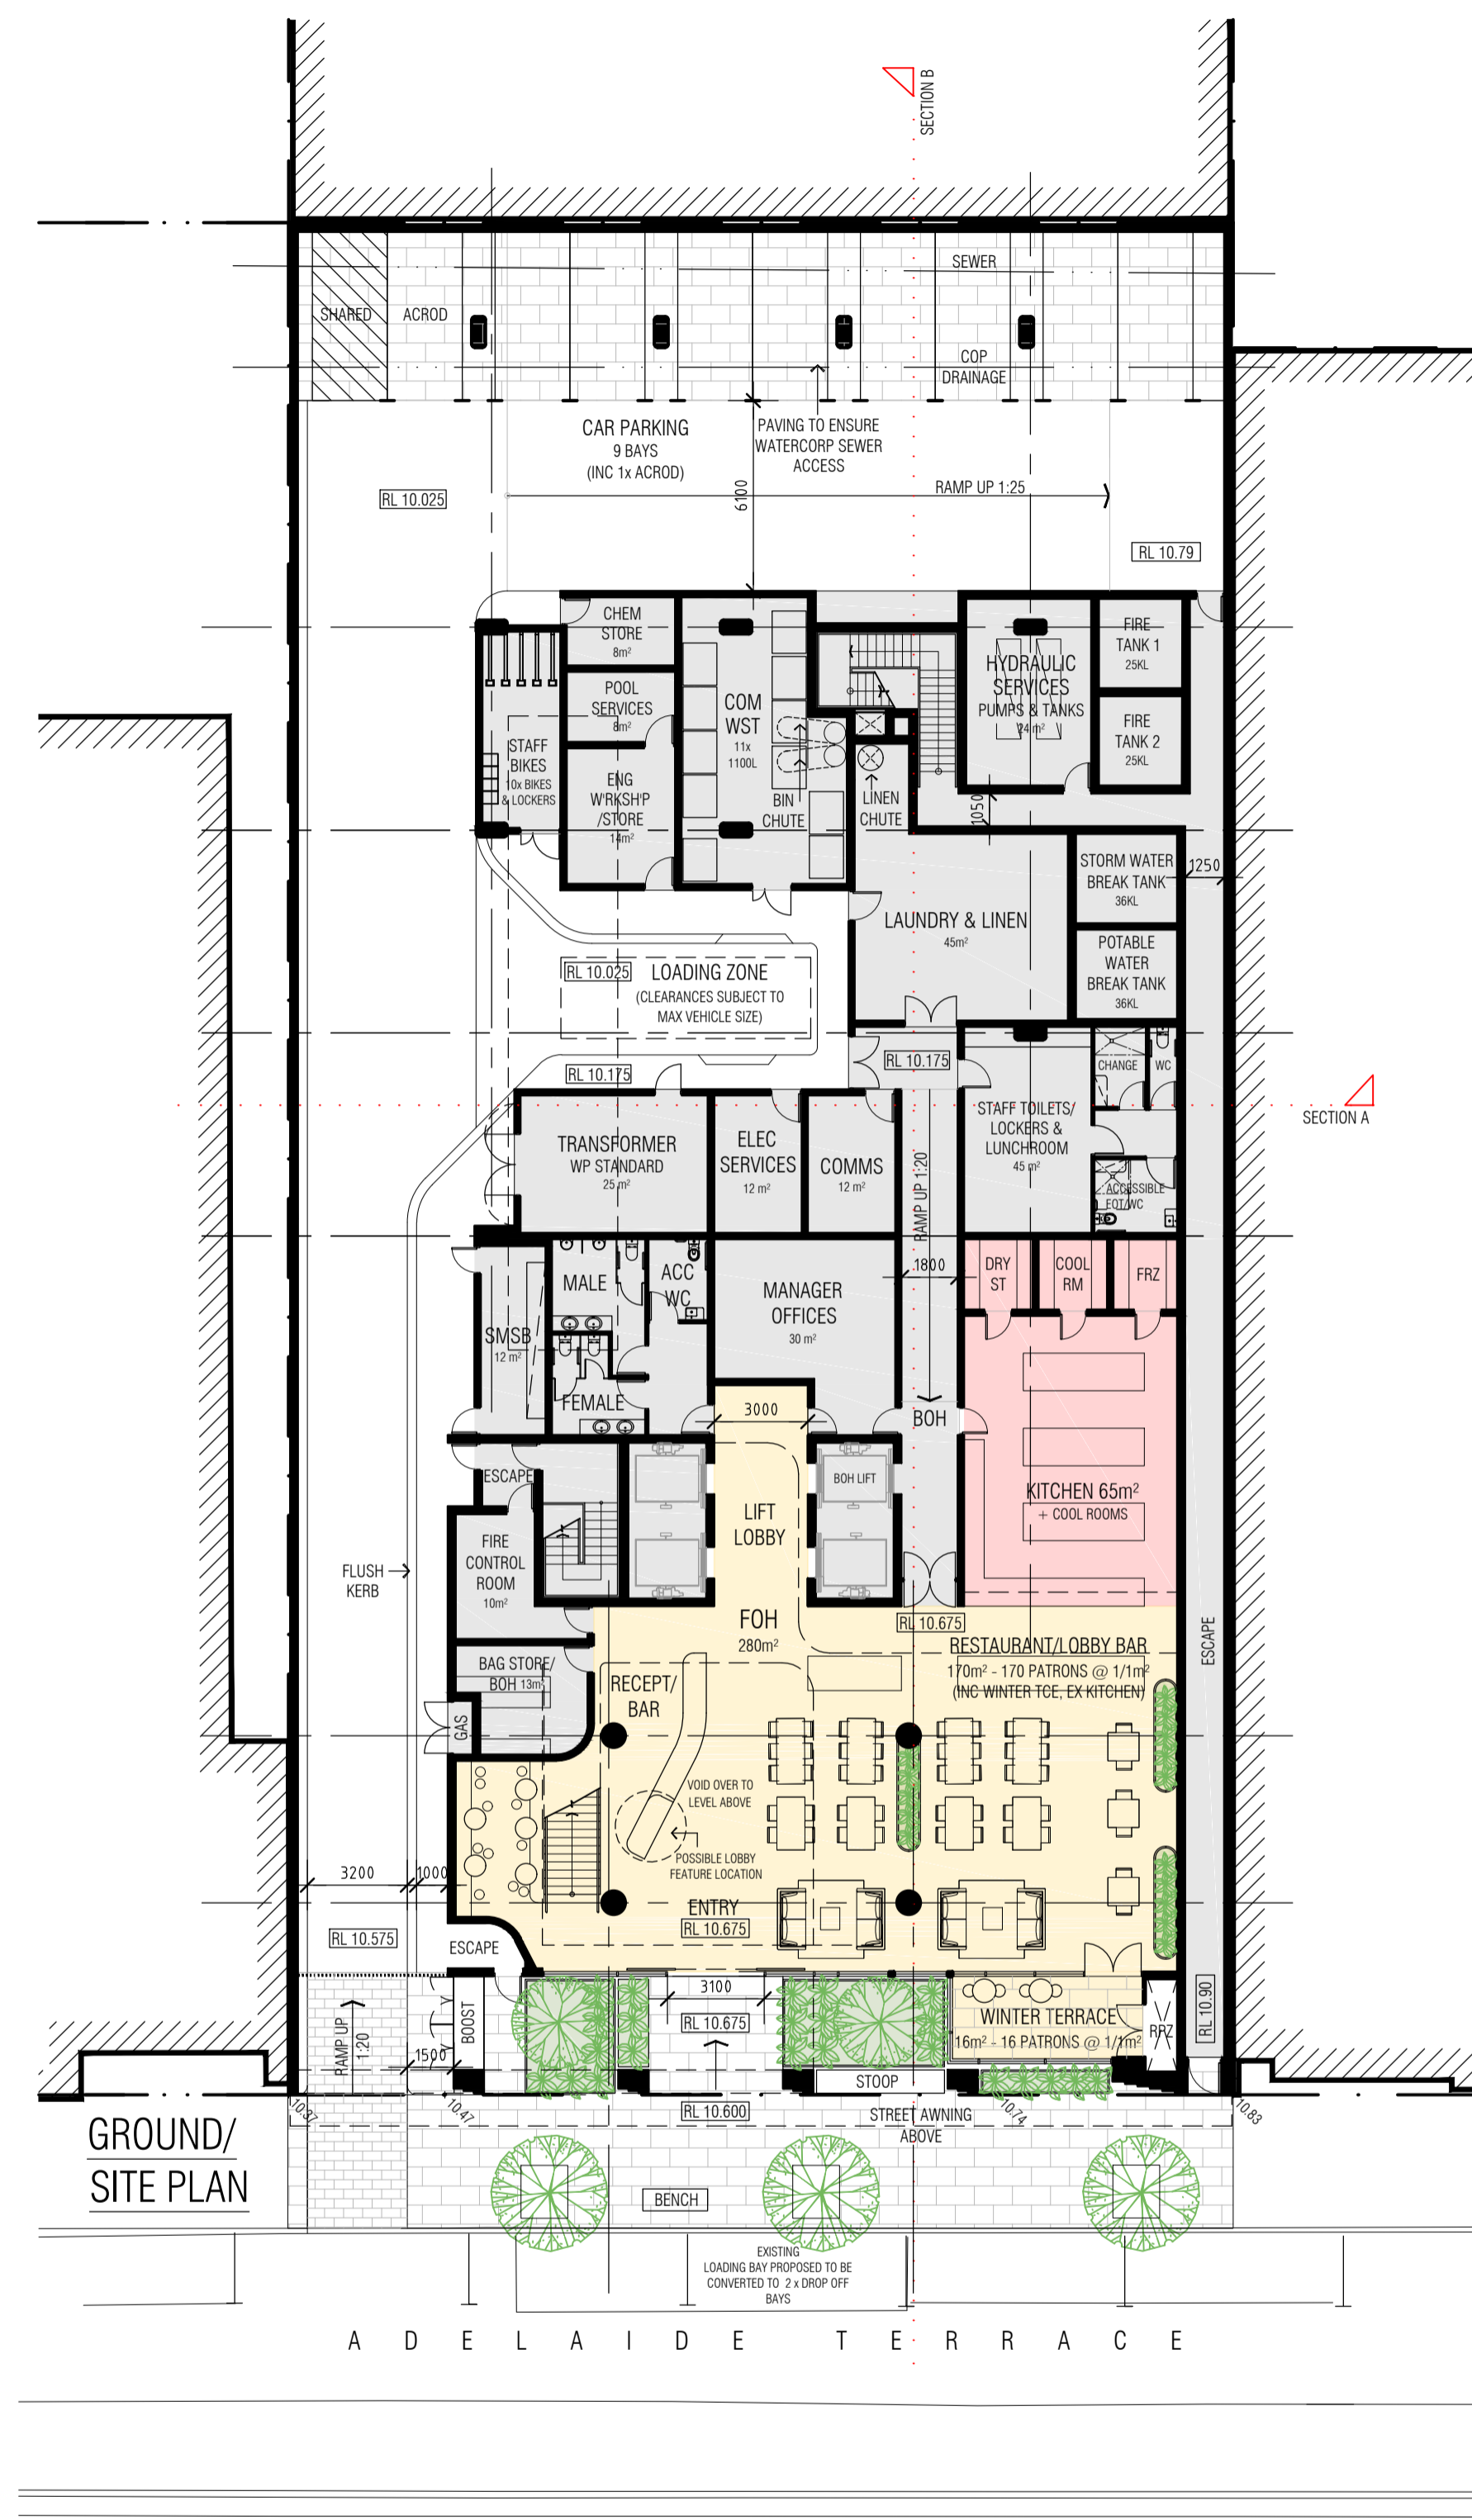 SECTION B
SEWER
SHARED
ACROD
COP
DRAINAGE
CAR PARKING
9 BAYS
(INC 1x ACROD)
PAVING TO ENSURE
WATERCORP SEWER
ACCESS
RL 10.025
6100
RAMP UP 1:25
RL 10.79
CHEM
STORE
8m²
POOL
SERVICES
8m²
STAFF
BIKES
10x BIKES
& LOCKERS
ENG
W'RKSH'P
/STORE
14m²
COM
WST
11x
1100L
BIN
CHUTE
LINEN
CHUTE
HYDRAULIC
SERVICES
PUMPS & TANKS
24 m²
FIRE
TANK 1
25KL
FIRE
TANK 2
25KL
1050
STORM WATER
BREAK TANK
36KL
1250
LAUNDRY & LINEN
45m²
POTABLE
WATER
BREAK TANK
36KL
RL 10.025
LOADING ZONE
(CLEARANCES SUBJECT TO
MAX VEHICLE SIZE)
RL 10.175
RL 10.175
CHANGE
WC
SECTION A
STAFF TOILETS/
LOCKERS &
LUNCHROOM
45 m²
TRANSFORMER
WP STANDARD
25 m²
ELEC
SERVICES
12 m²
COMMS
12 m²
RAMP UP 1:20
ACCESSIBLE
EOT/WC
1800
DRY
ST
COOL
RM
FRZ
MALE
ACC
WC
MANAGER
OFFICES
30 m²
SMSB
12 m²
FEMALE
3000
BOH
ESCAPE
BOH LIFT
KITCHEN 65m²
+ COOL ROOMS
LIFT
LOBBY
FIRE
CONTROL
ROOM
10m²
FLUSH
KERB
FOH
280m²
RL 10.675
ESCAPE
RESTAURANT/LOBBY BAR
170m² - 170 PATRONS @ 1/1m²
(INC WINTER TCE, EX KITCHEN)
BAG STORE/
BOH 13m²
RECEPT/
BAR
GAS
VOID OVER TO
LEVEL ABOVE
POSSIBLE LOBBY
FEATURE LOCATION
3200
1000
ENTRY
RL 10.675
RL 10.575
ESCAPE
3100
RL 10.675
BOOST
RAMP UP
1:20
1500
WINTER TERRACE
16m² - 16 PATRONS @ 1/1m²
RPZ
RL 10.90
STOOP
RL 10.600
STREET AWNING
ABOVE
10.37
10.47
10.74
10.83
GROUND/
SITE PLAN
BENCH
EXISTING
LOADING BAY PROPOSED TO BE
CONVERTED TO 2 x DROP OFF
BAYS
ADELAIDE TERRACE